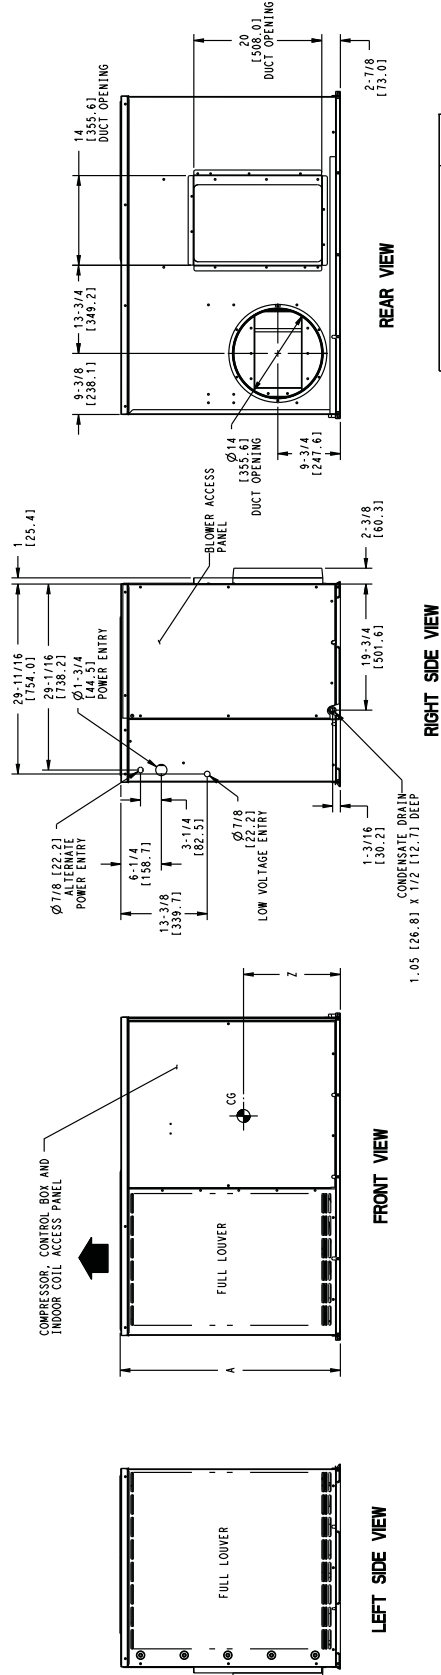 LEFT SIDE VIEW
FULL LOUVER
FRONT VIEW
COMPRESSOR, CONTROL BOX AND
INDOOR COIL ACCESS PANEL
FULL LOUVER
A
CG
Z
RIGHT SIDE VIEW
29-11/16
[754.0]
29-1/16
[738.2]
1
[25.4]
Ø1-3/4
[44.5]
POWER ENTRY
Ø7/8 [22.2]
ALTERNATE
POWER ENTRY
6-1/4
[158.7]
13-3/8
[339.7]
3-1/4
[82.5]
Ø7/8
[22.2]
LOW VOLTAGE ENTRY
BLOWER ACCESS
PANEL
1-3/16
[30.2]
CONDENSATE DRAIN
1.05 [26.8] X 1/2 [12.7] DEEP
19-3/4
[501.6]
2-3/8
[60.3]
REAR VIEW
9-3/8
[238.1]
13-3/4
[349.2]
14
[355.6]
DUCT OPENING
20
[508.0]
DUCT OPENING
Ø14
[355.6]
DUCT OPENING
9-3/4
[247.6]
2-7/8
[73.0]